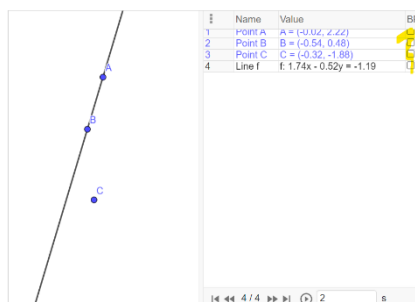 Name Value Bl
1 Point A A = (-0.02, 2.22)
2 Point B B = (-0.54, 0.48)
3 Point C C = (-0.32, -1.88)
4 Line f f: 1.74x - 0.52y = -1.19
A
B
C
4 / 4 2 s